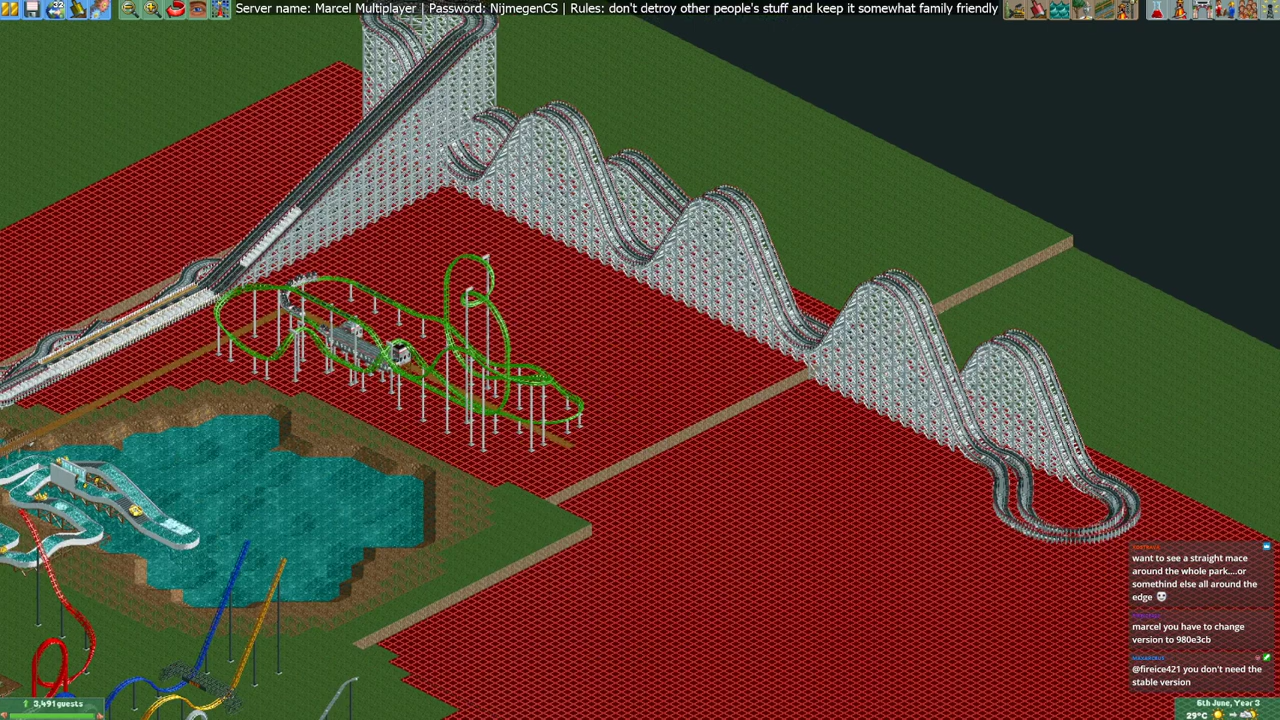 Server name: Marcel Multiplayer | Password: NijmegenCS | Rules: don't detroy other people's stuff and keep it somewhat family friendly
want to see a straight mace
around the whole park....or
somethind else all around the
edge
marcel you have to change
version to 980e3cb
@fireice421 you don't need the
stable version
3,491 guests
6th June, Year 3
29°C